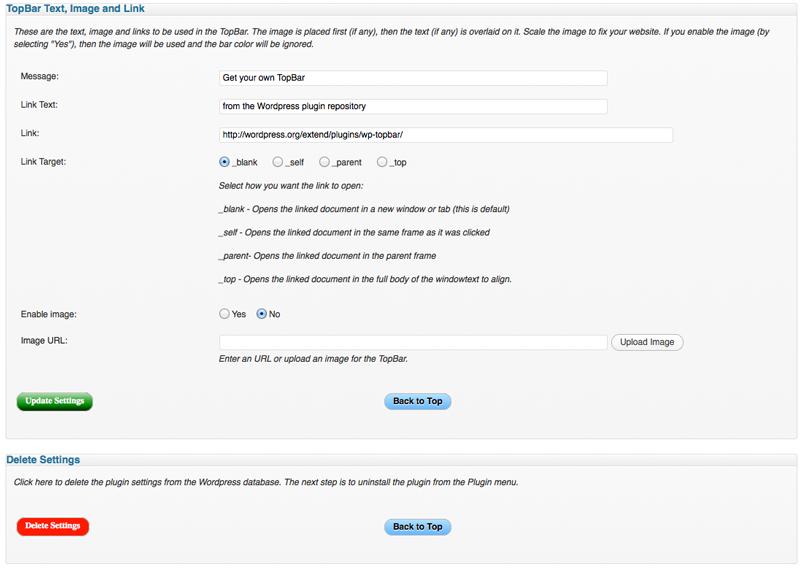 TopBar Text, Image and Link
These are the text, image and links to be used in the TopBar. The image is placed first (if any), then the text (if any) is overlaid on it. Scale the image to fix your website. If you enable the image (by
selecting "Yes"), then the image will be used and the bar color will be ignored.
Message: Get your own TopBar
Link Text: from the Wordpress plugin repository
Link: http://wordpress.org/extend/plugins/wp-topbar/
Link Target: _blank _self _parent _top
Select how you want the link to open:
_blank - Opens the linked document in a new window or tab (this is default)
_self - Opens the linked document in the same frame as it was clicked
_parent- Opens the linked document in the parent frame
_top - Opens the linked document in the full body of the windowtext to align.
Enable image: Yes No
Image URL: Upload Image
Enter an URL or upload an image for the TopBar.
Update Settings Back to Top
Delete Settings
Click here to delete the plugin settings from the Wordpress database. The next step is to uninstall the plugin from the Plugin menu.
Delete Settings Back to Top